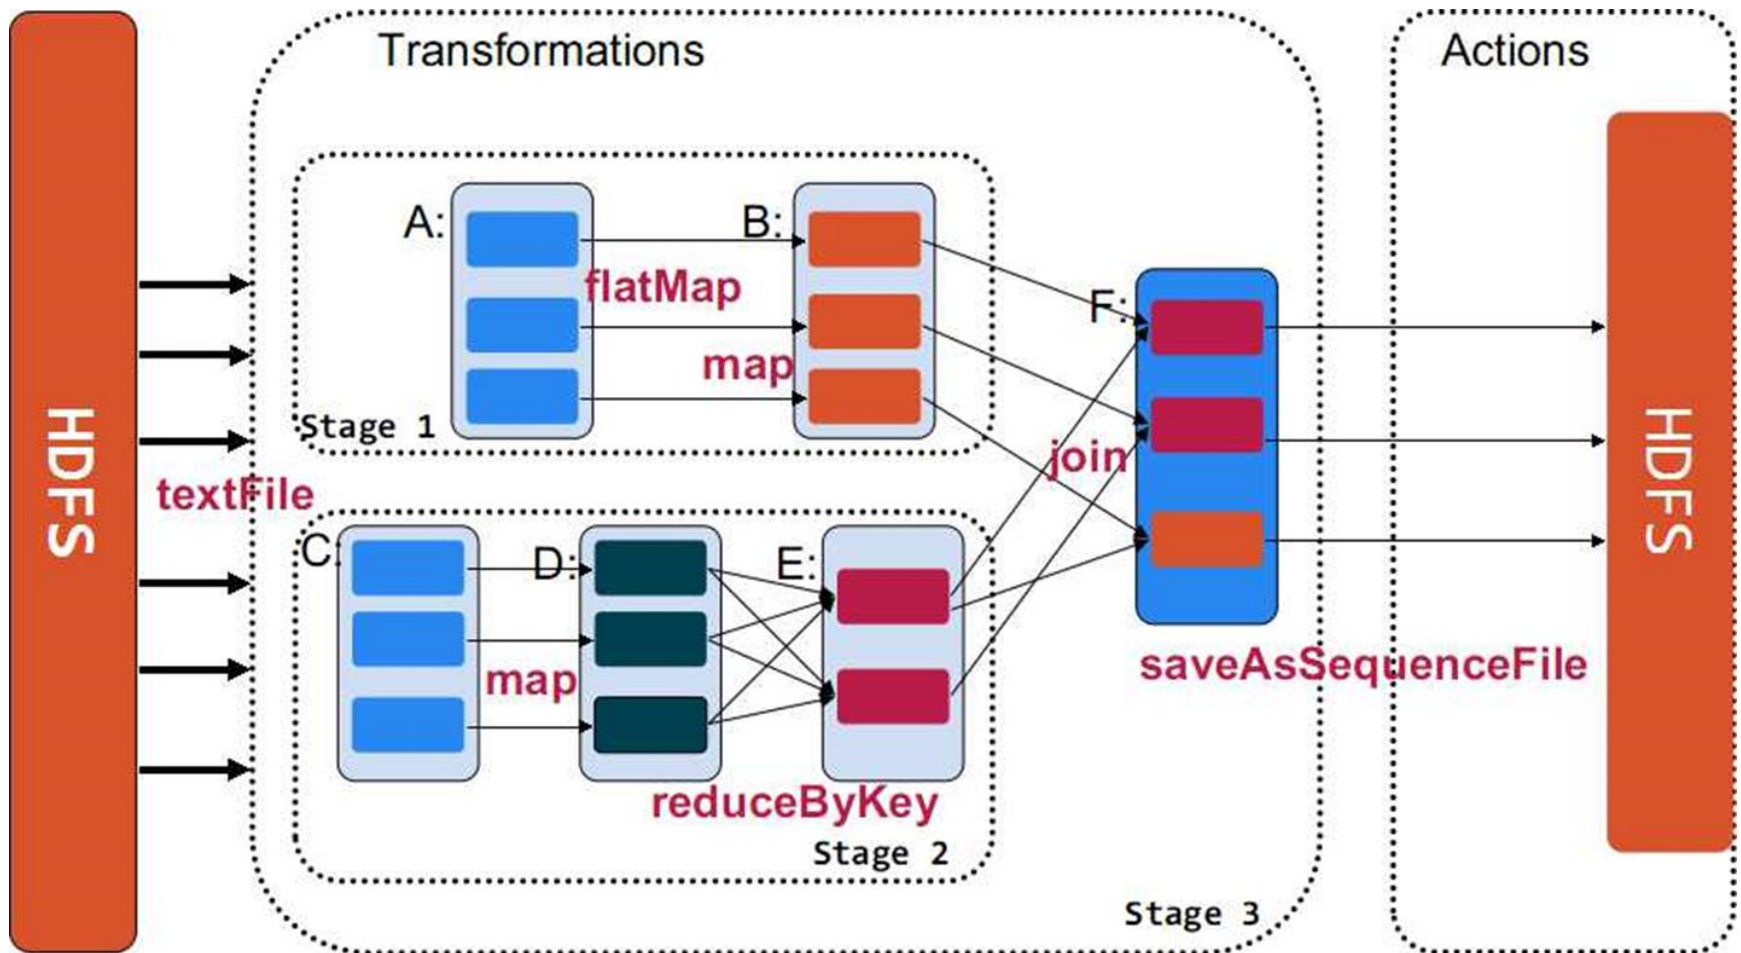 Transformations
Actions
HDFS
A:
B:
flatMap
map
Stage 1
F:
join
textFile
C:
D:
E:
map
reduceByKey
Stage 2
saveAsSequenceFile
Stage 3
HDFS